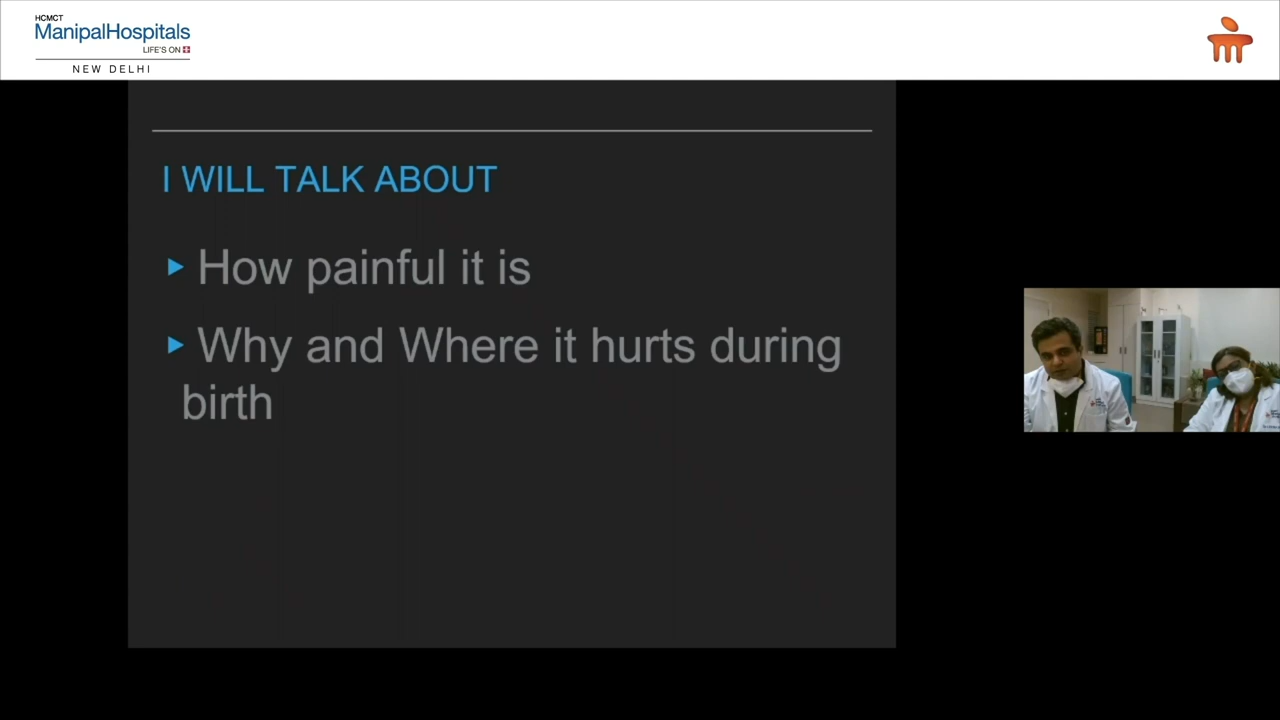 HCMCT
ManipalHospitals
LIFE'S ON
NEW DELHI
I WILL TALK ABOUT
How painful it is
Why and Where it hurts during
birth